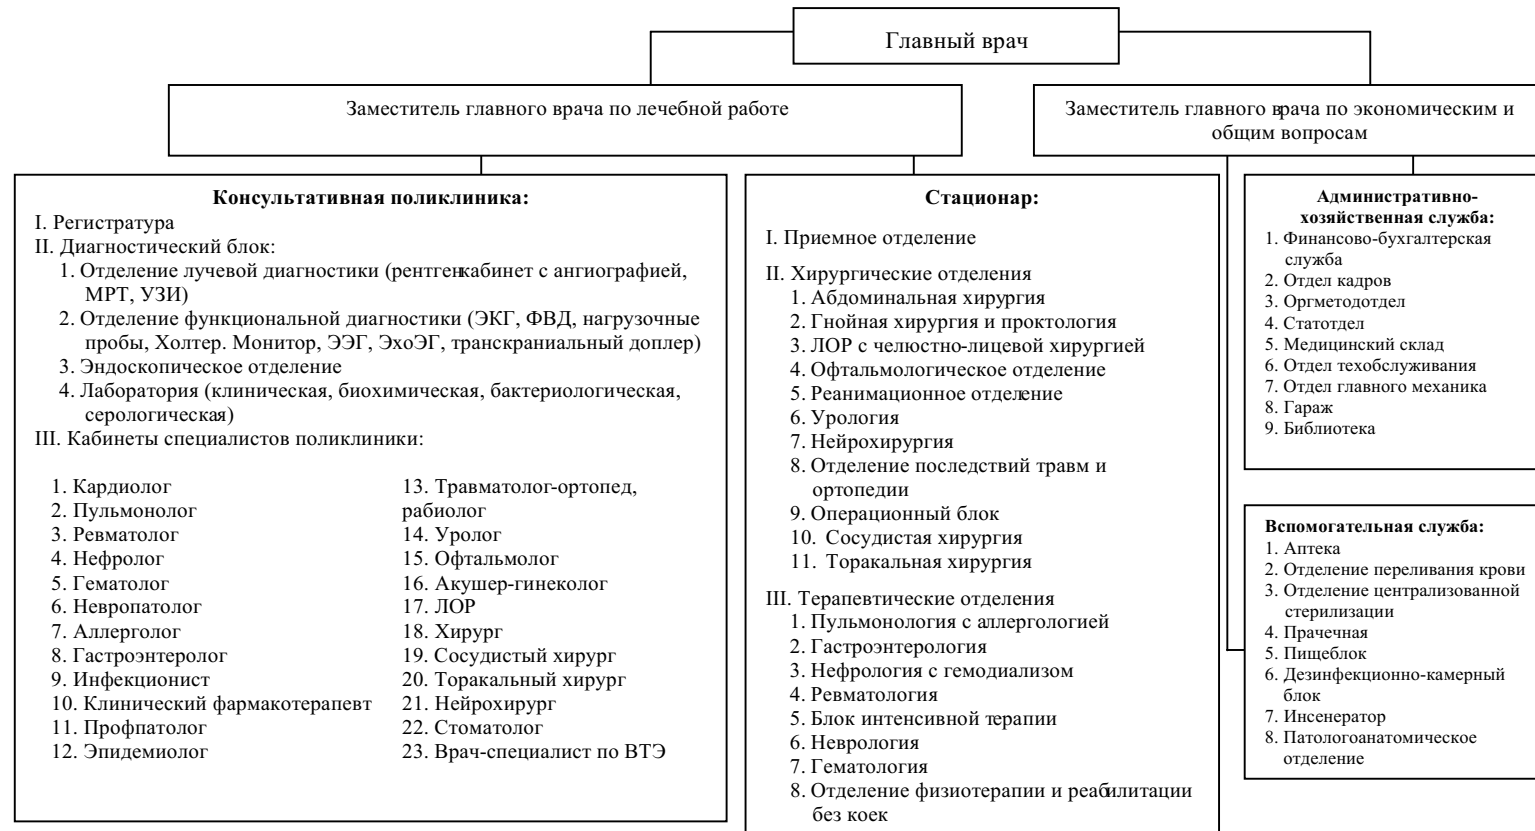 Главный врач
Заместитель главного врача по лечебной работе
Заместитель главного врача по экономическим и
общим вопросам
Консультативная поликлиника:
I. Регистратура
II. Диагностический блок:
1. Отделение лучевой диагностики (рентгенкабинет с ангиографией,
МРТ, УЗИ)
2. Отделение функциональной диагностики (ЭКГ, ФВД, нагрузочные
пробы, Холтер. Монитор, ЭЭГ, ЭхоЭГ, транскраниальный доплер)
3. Эндоскопическое отделение
4. Лаборатория (клиническая, биохимическая, бактериологическая,
серологическая)
III. Кабинеты специалистов поликлиники:
1. Кардиолог
2. Пульмонолог
3. Ревматолог
4. Нефролог
5. Гематолог
6. Невропатолог
7. Аллерголог
8. Гастроэнтеролог
9. Инфекционист
10. Клинический фармакотерапевт
11. Профпатолог
12. Эпидемиолог
13. Травматолог-ортопед,
рабиолог
14. Уролог
15. Офтальмолог
16. Акушер-гинеколог
17. ЛОР
18. Хирург
19. Сосудистый хирург
20. Торакальный хирург
21. Нейрохирург
22. Стоматолог
23. Врач-специалист по ВТЭ
Стационар:
I. Приемное отделение
II. Хирургические отделения
1. Абдоминальная хирургия
2. Гнойная хирургия и проктология
3. ЛОР с челюстно-лицевой хирургией
4. Офтальмологическое отделение
5. Реанимационное отделение
6. Урология
7. Нейрохирургия
8. Отделение последствий травм и
ортопедии
9. Операционный блок
10. Сосудистая хирургия
11. Торакальная хирургия
III. Терапевтические отделения
1. Пульмонология с аллергологией
2. Гастроэнтерология
3. Нефрология с гемодиализом
4. Ревматология
5. Блок интенсивной терапии
6. Неврология
7. Гематология
8. Отделение физиотерапии и реабилитации
без коек
Административно-
хозяйственная служба:
1. Финансово-бухгалтерская
служба
2. Отдел кадров
3. Оргметодотдел
4. Статотдел
5. Медицинский склад
6. Отдел техобслуживания
7. Отдел главного механика
8. Гараж
9. Библиотека
Вспомогательная служба:
1. Аптека
2. Отделение переливания крови
3. Отделение централизованной
стерилизации
4. Прачечная
5. Пищеблок
6. Дезинфекционно-камерный
блок
7. Инсенератор
8. Патологоанатомическое
отделение